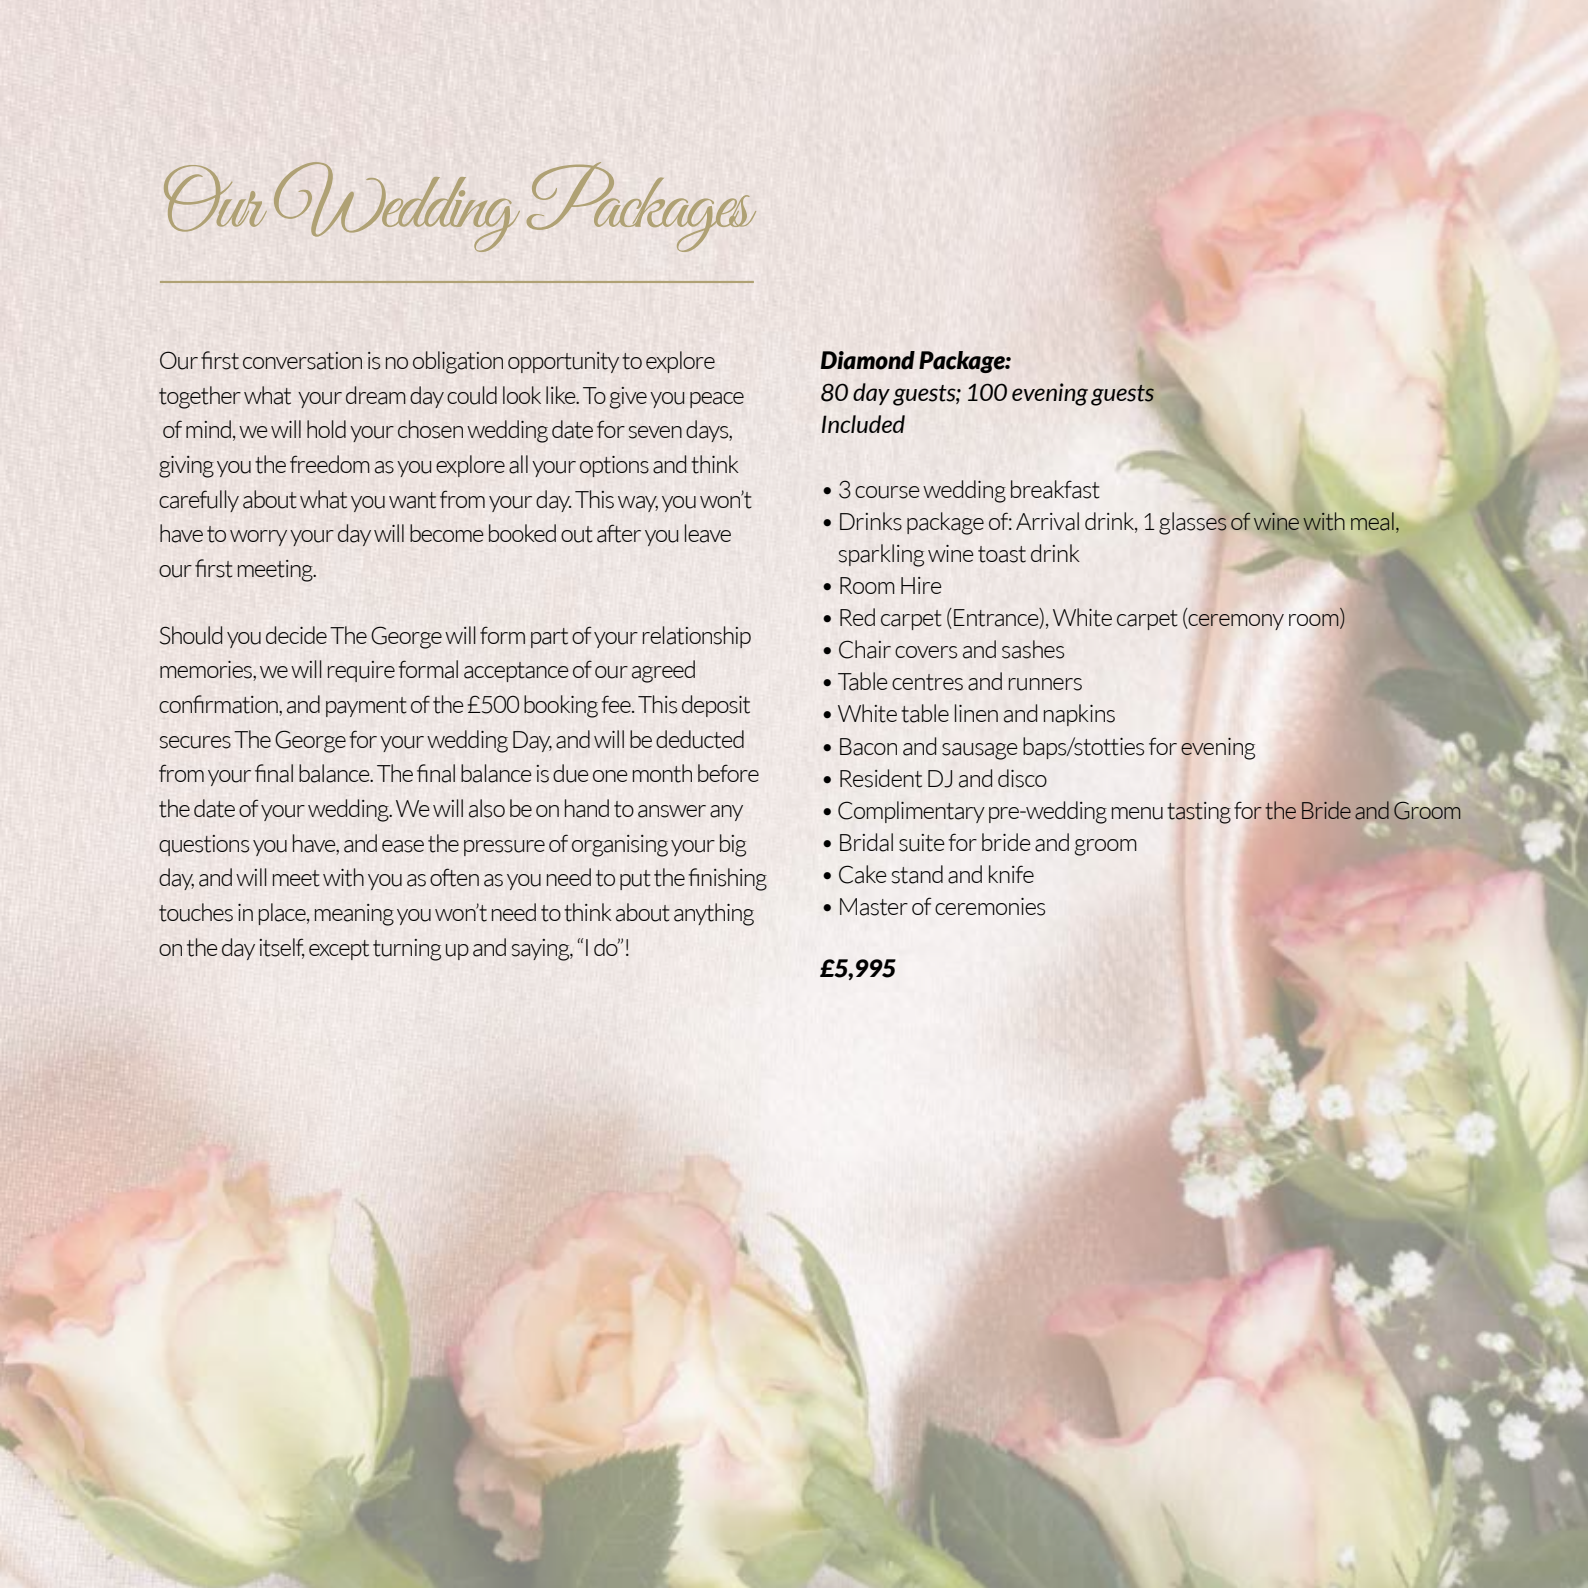 Our Wedding Packages
Our first conversation is no obligation opportunity to explore
together what your dream day could look like. To give you peace
of mind, we will hold your chosen wedding date for seven days,
giving you the freedom as you explore all your options and think
carefully about what you want from your day. This way, you won’t
have to worry your day will become booked out after you leave
our first meeting.
Should you decide The George will form part of your relationship
memories, we will require formal acceptance of our agreed
confirmation, and payment of the £500 booking fee. This deposit
secures The George for your wedding Day, and will be deducted
from your final balance. The final balance is due one month before
the date of your wedding. We will also be on hand to answer any
questions you have, and ease the pressure of organising your big
day, and will meet with you as often as you need to put the finishing
touches in place, meaning you won’t need to think about anything
on the day itself, except turning up and saying, “I do”!
Diamond Package:
80 day guests; 100 evening guests
Included
• 3 course wedding breakfast
• Drinks package of: Arrival drink, 1 glasses of wine with meal,
sparkling wine toast drink
• Room Hire
• Red carpet (Entrance), White carpet (ceremony room)
• Chair covers and sashes
• Table centres and runners
• White table linen and napkins
• Bacon and sausage baps/stotties for evening
• Resident DJ and disco
• Complimentary pre-wedding menu tasting for the Bride and Groom
• Bridal suite for bride and groom
• Cake stand and knife
• Master of ceremonies
£5,995